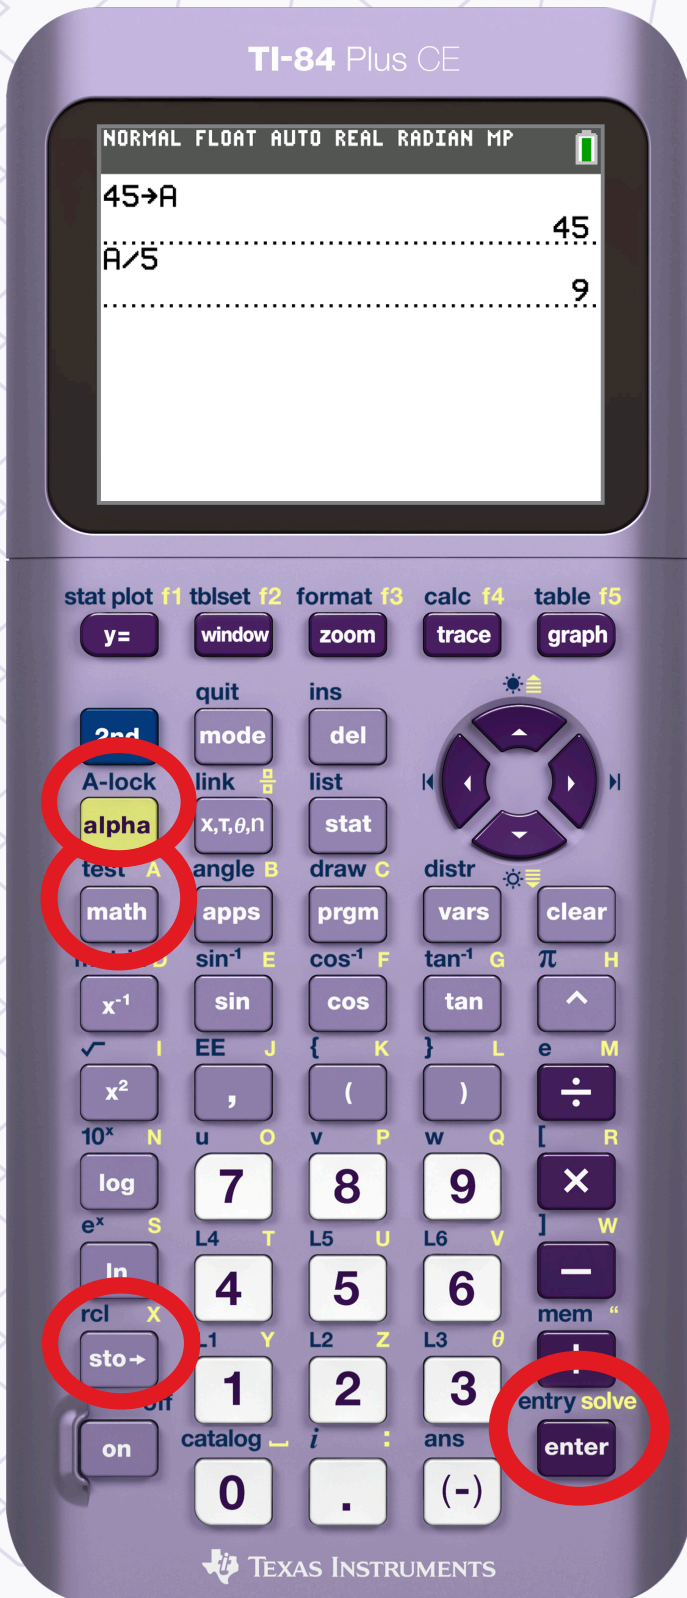 TI-84 Plus CE
NORMAL FLOAT AUTO REAL RADIAN MP
45→A
45
A/5
9
stat plot f1 tblset f2 format f3 calc f4 table f5
y= window zoom trace graph
quit ins
mode del
A-lock link list
alpha X,T,θ,n stat
test A angle B draw C distr
math apps prgm vars clear
D sin⁻¹ E cos⁻¹ F tan⁻¹ G π H
x⁻¹ sin cos tan ^
√ I EE J { K } L e M
x² , ( ) ÷
10ˣ N u O v P w Q [ R
log 7 8 9 ×
eˣ S L4 T L5 U L6 V ] W
ln 4 5 6 −
rcl X L1 Y L2 Z L3 θ mem “
sto→ 1 2 3 +
off catalog ⎵ i : ans entry solve
on 0 . (-) enter
TEXAS INSTRUMENTS